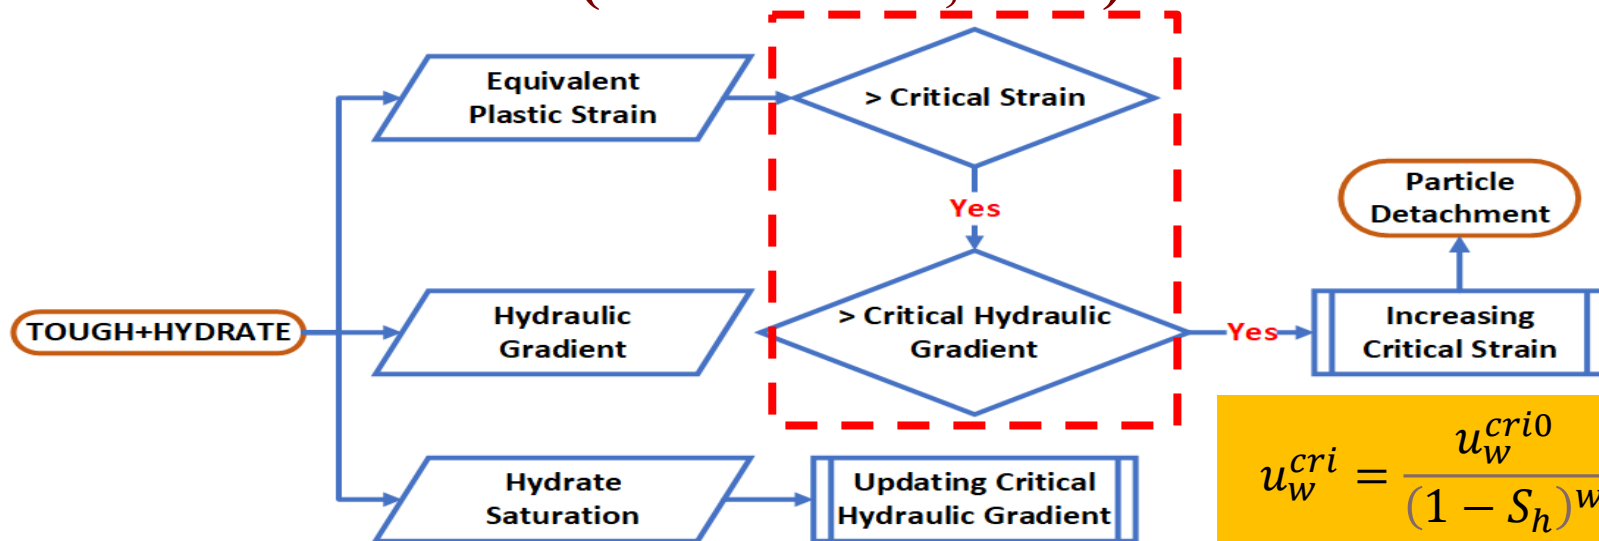 Equivalent
Plastic Strain
> Critical Strain
Yes
Particle
Detachment
TOUGH+HYDRATE
Hydraulic
Gradient
> Critical Hydraulic
Gradient
Yes
Increasing
Critical Strain
Hydrate
Saturation
Updating Critical
Hydraulic Gradient
u_w^{cri} = \frac{u_w^{cri0}}{(1 - S_h)^w}